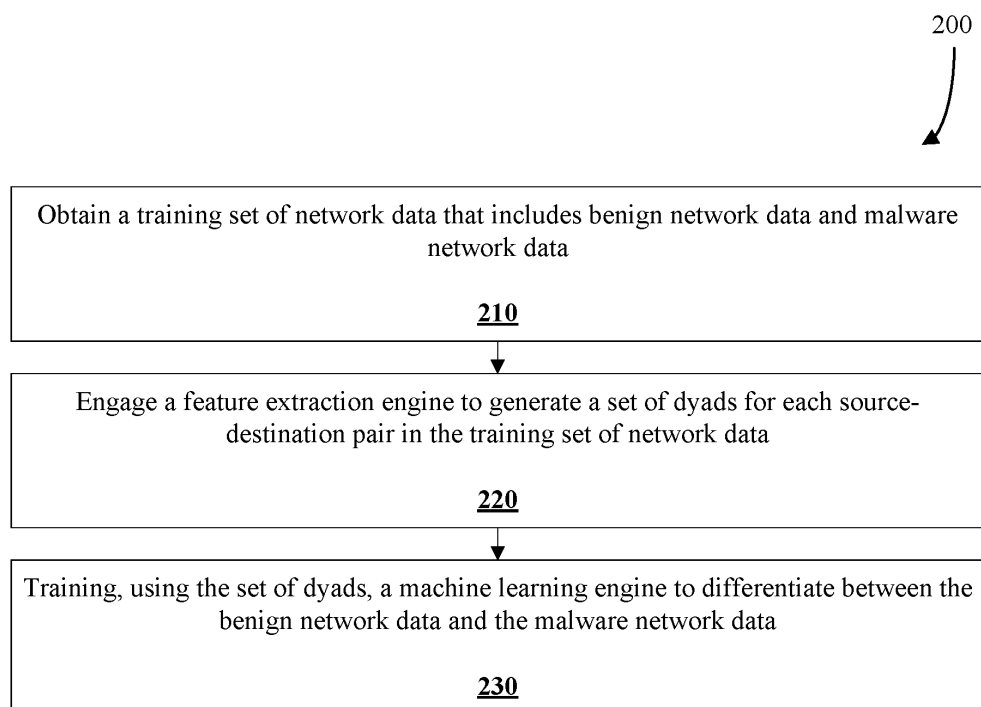 200
Obtain a training set of network data that includes benign network data and malware
network data
210
Engage a feature extraction engine to generate a set of dyads for each source-
destination pair in the training set of network data
220
Training, using the set of dyads, a machine learning engine to differentiate between the
benign network data and the malware network data
230